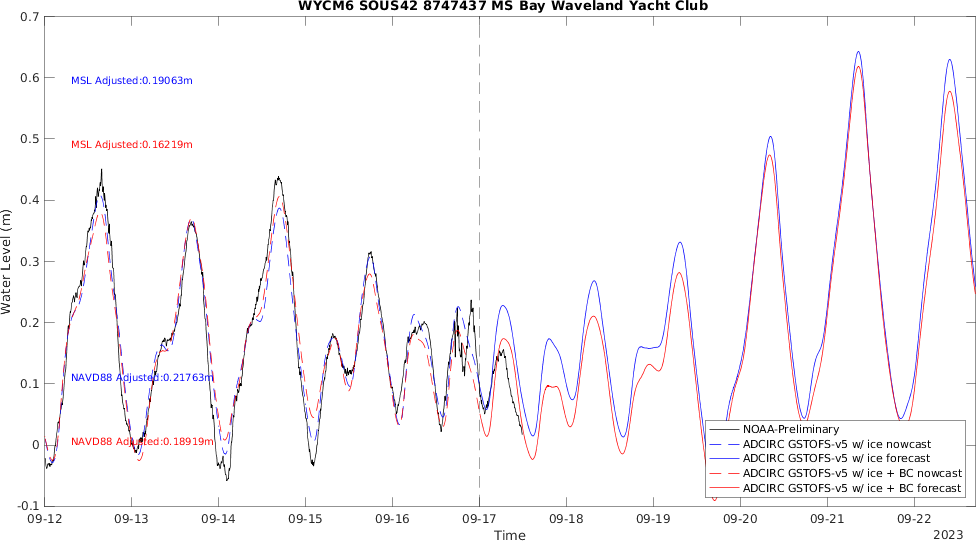 WYCM6 SOUS42 8747437 MS Bay Waveland Yacht Club
0.7
0.6
0.5
0.4
0.3
0.2
0.1
0
-0.1
Water Level (m)
MSL Adjusted:0.19063m
MSL Adjusted:0.16219m
NAVD88 Adjusted:0.21763m
NAVD88 Adjusted:0.18919m
NOAA-Preliminary
ADCIRC GSTOFS-v5 w/ ice nowcast
ADCIRC GSTOFS-v5 w/ ice forecast
ADCIRC GSTOFS-v5 w/ice + BC nowcast
ADCIRC GSTOFS-v5 w/ice + BC forecast
09-12 09-13 09-14 09-15 09-16 09-17 09-18 09-19 09-20 09-21 09-22
Time
2023